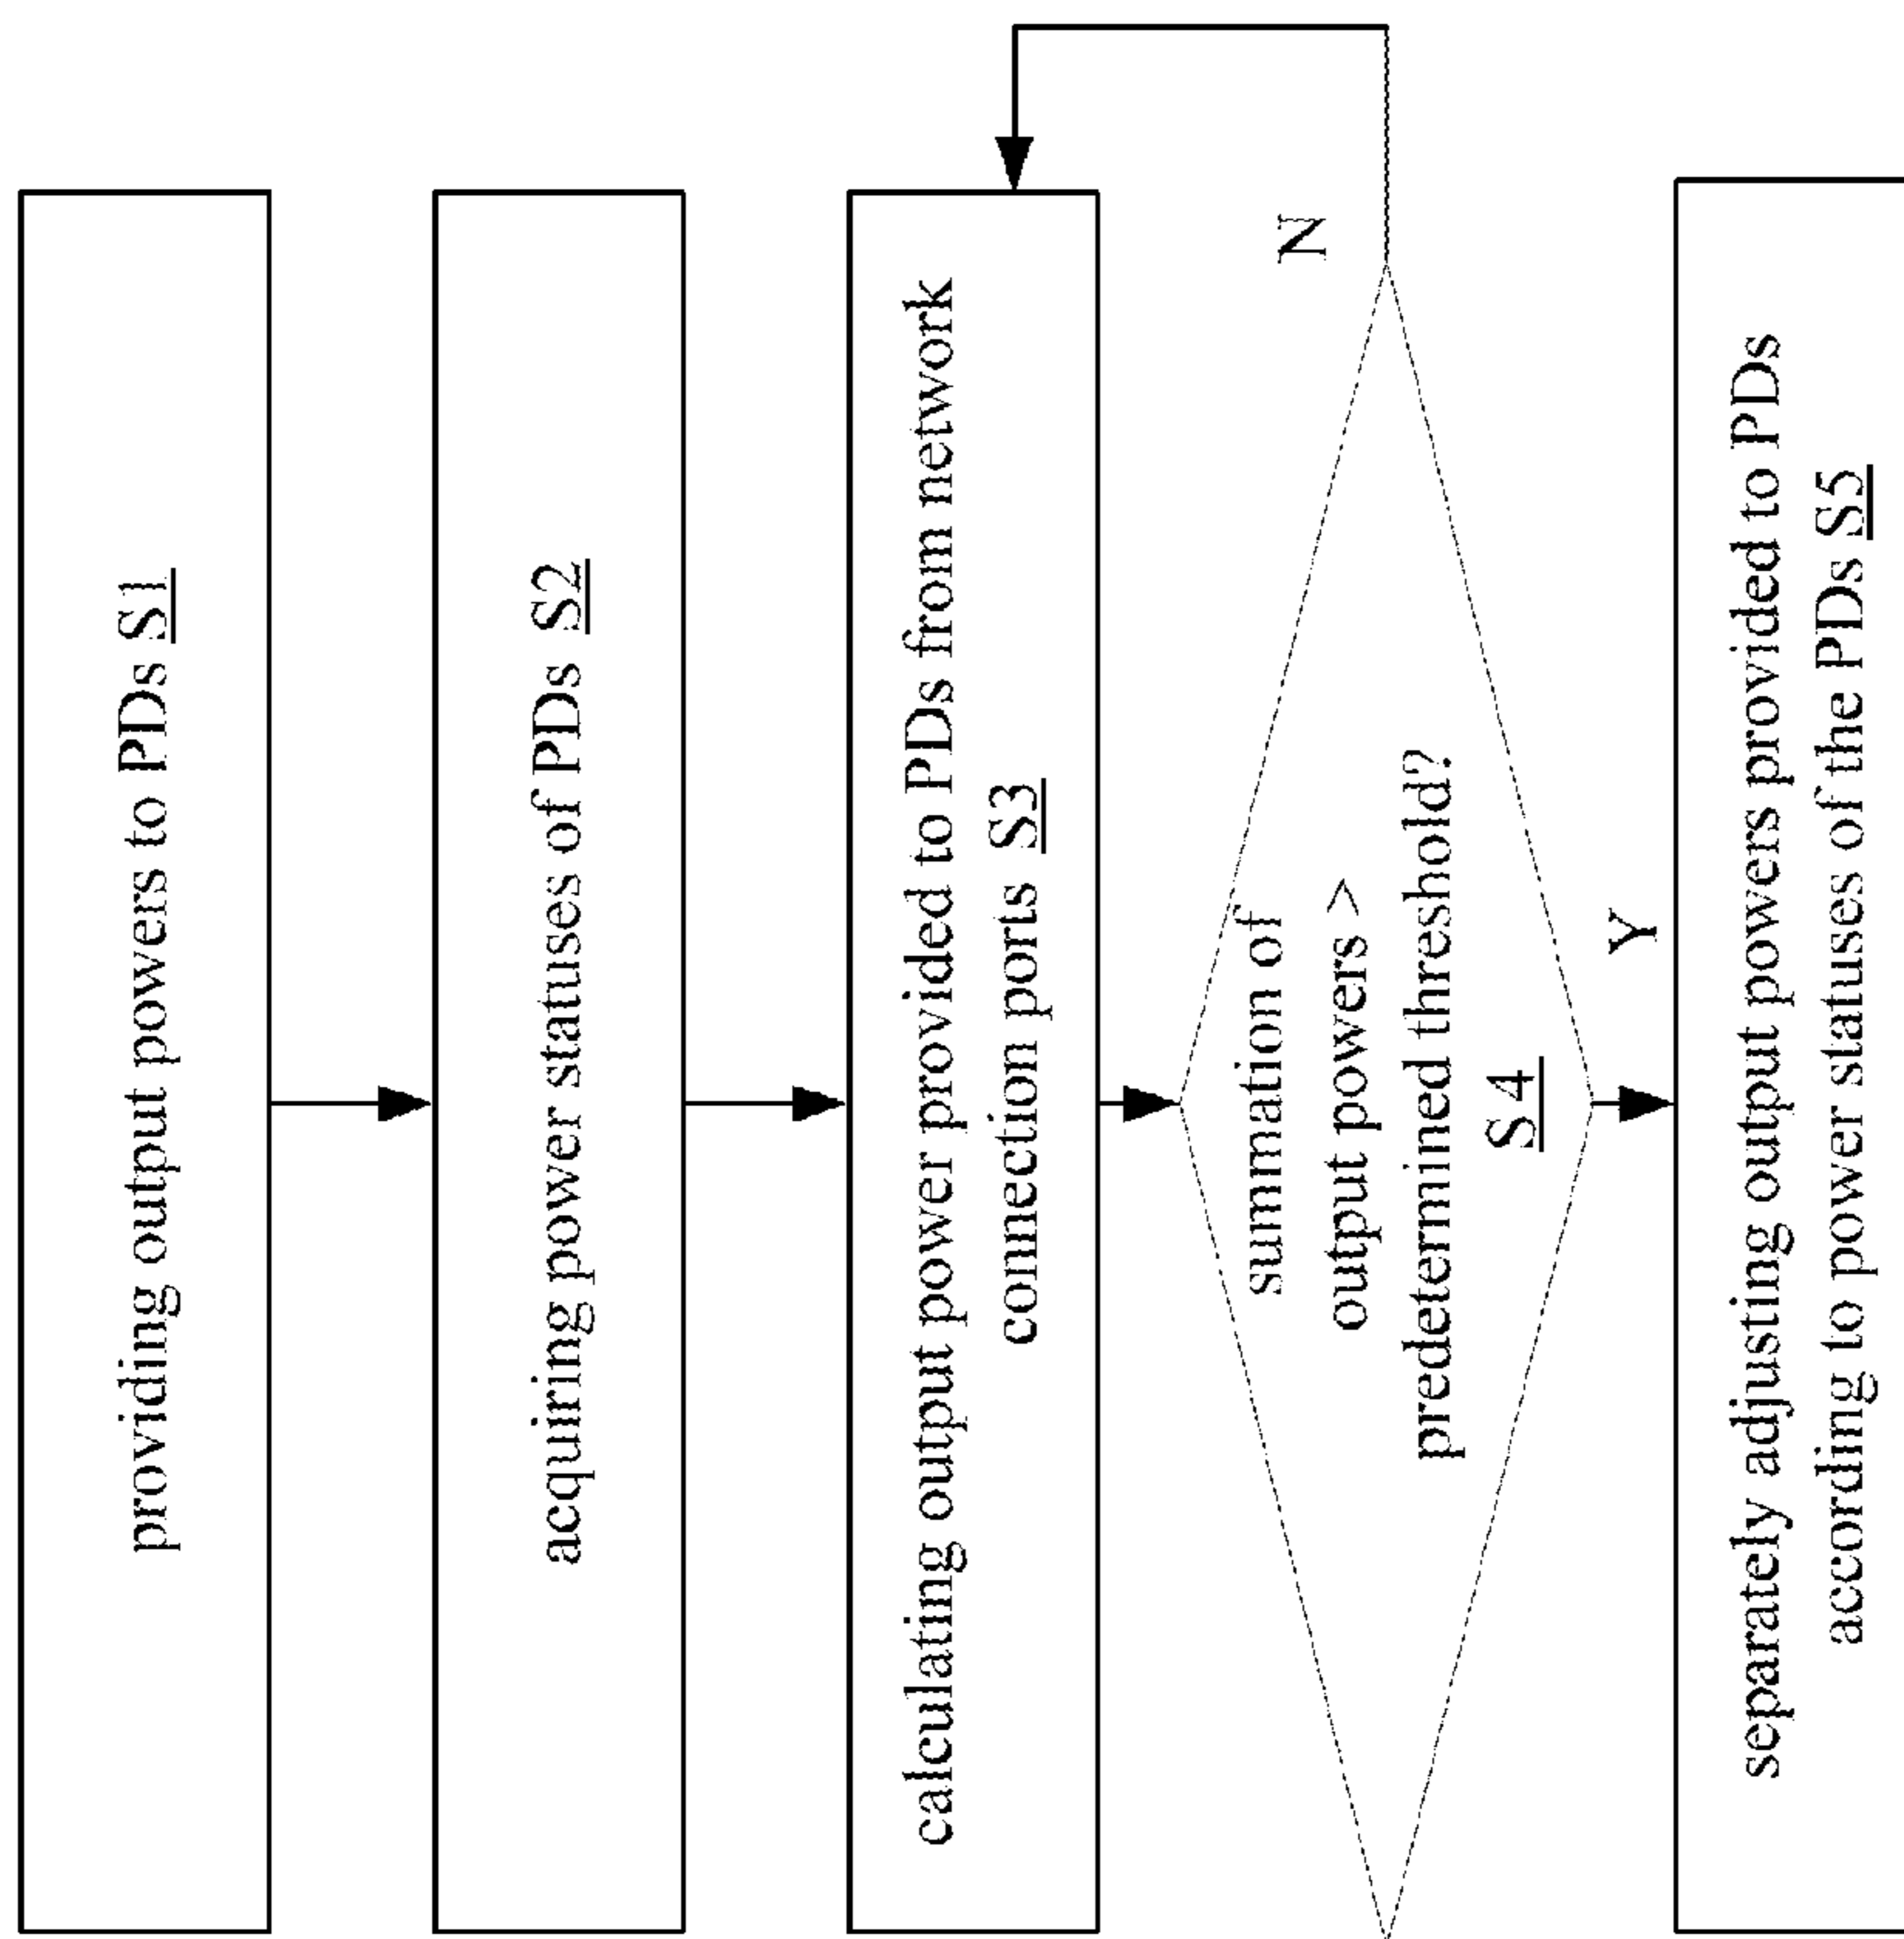 providing output powers to PDs S1
acquiring power statuses of PDs S2
calculating output power provided to PDs from network
connection ports S3
summation of
output powers >
predetermined threshold?
S4
N
Y
separately adjusting output powers provided to PDs
according to power statuses of the PDs S5